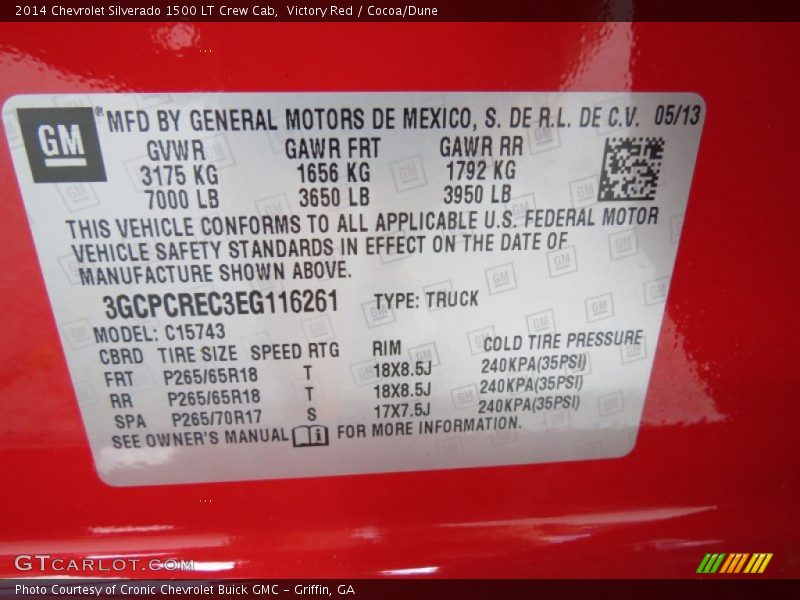 2014 Chevrolet Silverado 1500 LT Crew Cab, Victory Red / Cocoa/Dune
GM
® MFD BY GENERAL MOTORS DE MEXICO, S. DE R.L. DE C.V. 05/13
GVWR GAWR FRT GAWR RR
3175 KG 1656 KG 1792 KG
7000 LB 3650 LB 3950 LB
THIS VEHICLE CONFORMS TO ALL APPLICABLE U.S. FEDERAL MOTOR
VEHICLE SAFETY STANDARDS IN EFFECT ON THE DATE OF
MANUFACTURE SHOWN ABOVE.
3GCPCREC3EG116261 TYPE: TRUCK
MODEL: C15743
CBRD TIRE SIZE SPEED RTG RIM COLD TIRE PRESSURE
FRT P265/65R18 T 18X8.5J 240KPA(35PSI)
RR P265/65R18 T 18X8.5J 240KPA(35PSI)
SPA P265/70R17 S 17X7.5J 240KPA(35PSI)
SEE OWNER'S MANUAL i FOR MORE INFORMATION.
GTCARLOT.COM
Photo Courtesy of Cronic Chevrolet Buick GMC - Griffin, GA